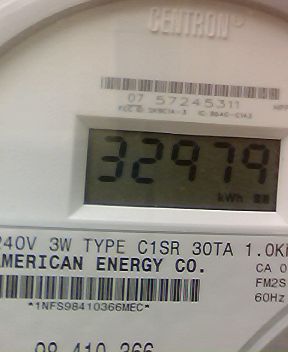 CENTRON
07 57245311
32979
kWh
240V 3W TYPE C1SR 30TA 1.0K
AMERICAN ENERGY CO.
CA 0
FM2S
60Hz
*1NFS98410366MEC*
98 410 366